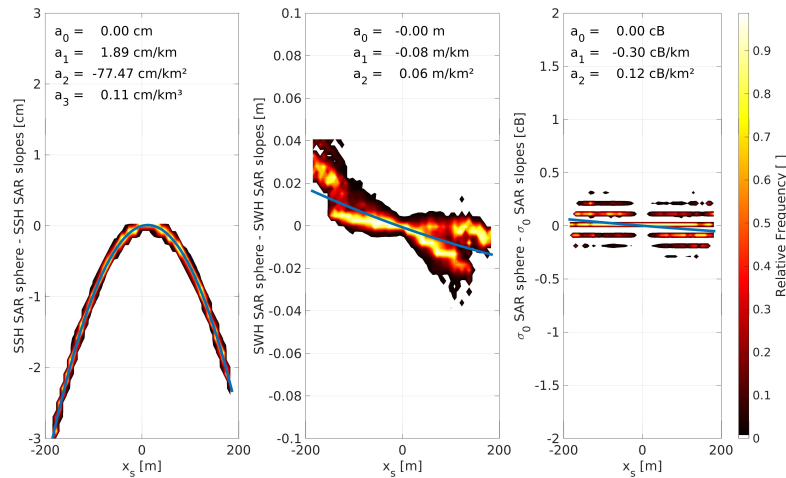 a0 = 0.00 cm
a1 = 1.89 cm/km
a2 = -77.47 cm/km²
a3 = 0.11 cm/km³
SSH SAR sphere - SSH SAR slopes [cm]
3
2
1
0
-1
-2
-3
-200
0
200
xs [m]
a0 = -0.00 m
a1 = -0.08 m/km
a2 = 0.06 m/km²
SWH SAR sphere - SWH SAR slopes [m]
0.1
0.08
0.06
0.04
0.02
0
-0.02
-0.04
-0.06
-0.08
-0.1
-200
0
200
xs [m]
a0 = 0.00 cB
a1 = -0.30 cB/km
a2 = 0.12 cB/km²
σ0 SAR sphere - σ0 SAR slopes [cB]
2
1.5
1
0.5
0
-0.5
-1
-1.5
-2
-200
0
200
xs [m]
0.9
0.8
0.7
0.6
0.5
0.4
0.3
0.2
0.1
0
Relative Frequency [ ]